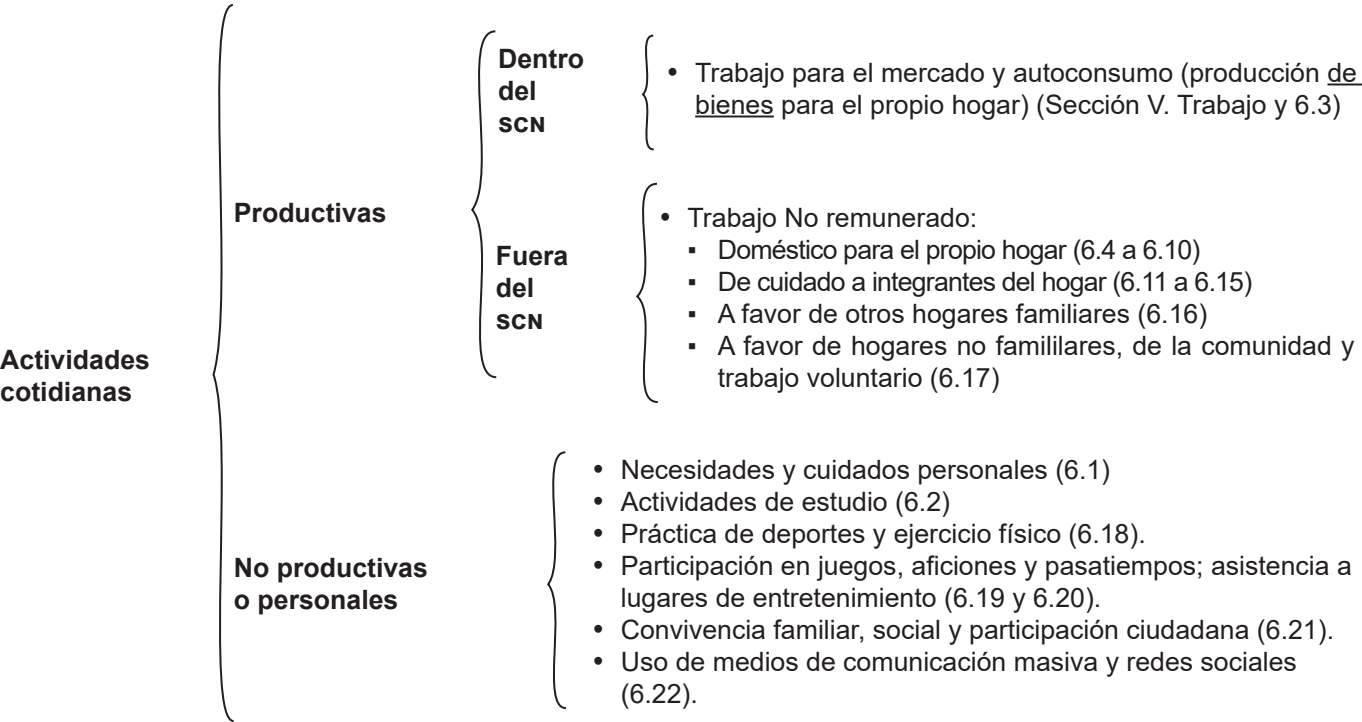 Actividades
cotidianas
Productivas
Dentro
del
SCN
• Trabajo para el mercado y autoconsumo (producción de
bienes para el propio hogar) (Sección V. Trabajo y 6.3)
Fuera
del
SCN
• Trabajo No remunerado:
▪ Doméstico para el propio hogar (6.4 a 6.10)
▪ De cuidado a integrantes del hogar (6.11 a 6.15)
▪ A favor de otros hogares familiares (6.16)
▪ A favor de hogares no famililares, de la comunidad y
trabajo voluntario (6.17)
No productivas
o personales
• Necesidades y cuidados personales (6.1)
• Actividades de estudio (6.2)
• Práctica de deportes y ejercicio físico (6.18).
• Participación en juegos, aficiones y pasatiempos; asistencia a
lugares de entretenimiento (6.19 y 6.20).
• Convivencia familiar, social y participación ciudadana (6.21).
• Uso de medios de comunicación masiva y redes sociales
(6.22).